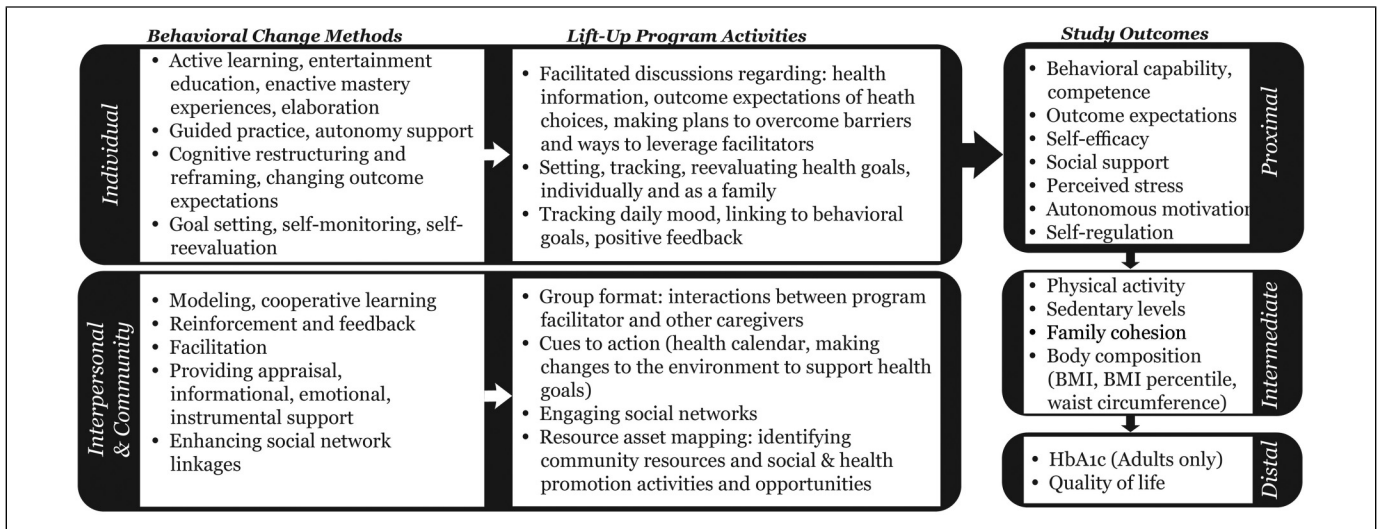 Behavioral Change Methods
Lift-Up Program Activities
Study Outcomes
Individual
• Active learning, entertainment
education, enactive mastery
experiences, elaboration
• Guided practice, autonomy support
• Cognitive restructuring and
reframing, changing outcome
expectations
• Goal setting, self-monitoring, self-
reevaluation
• Facilitated discussions regarding: health
information, outcome expectations of heath
choices, making plans to overcome barriers
and ways to leverage facilitators
• Setting, tracking, reevaluating health goals,
individually and as a family
• Tracking daily mood, linking to behavioral
goals, positive feedback
• Behavioral capability,
competence
• Outcome expectations
• Self-efficacy
• Social support
• Perceived stress
• Autonomous motivation
• Self-regulation
Proximal
Interpersonal
& Community
• Modeling, cooperative learning
• Reinforcement and feedback
• Facilitation
• Providing appraisal,
informational, emotional,
instrumental support
• Enhancing social network
linkages
• Group format: interactions between program
facilitator and other caregivers
• Cues to action (health calendar, making
changes to the environment to support health
goals)
• Engaging social networks
• Resource asset mapping: identifying
community resources and social & health
promotion activities and opportunities
• Physical activity
• Sedentary levels
• Family cohesion
• Body composition
(BMI, BMI percentile,
waist circumference)
Intermediate
• HbA1c (Adults only)
• Quality of life
Distal